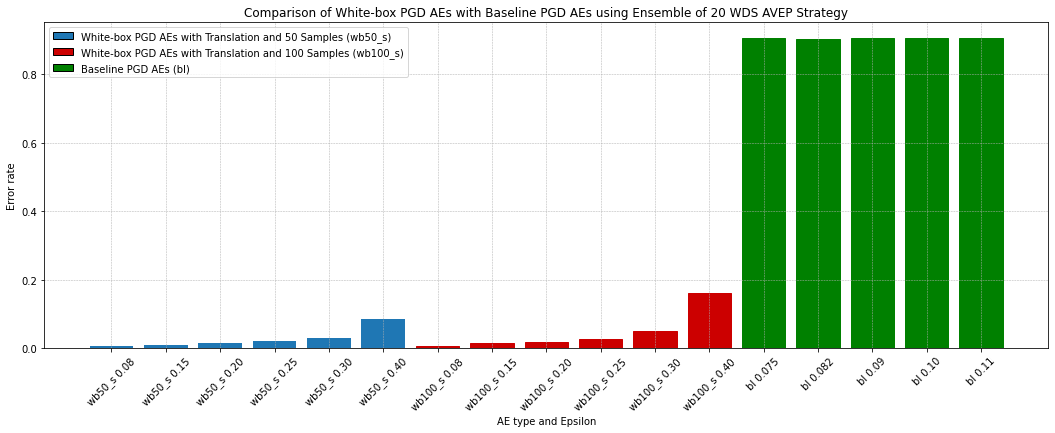 Comparison of White-box PGD AEs with Baseline PGD AEs using Ensemble of 20 WDS AVEP Strategy
White-box PGD AEs with Translation and 50 Samples (wb50_s)
White-box PGD AEs with Translation and 100 Samples (wb100_s)
Baseline PGD AEs (bl)
Error rate
0.8
0.6
0.4
0.2
0.0
wb50_s 0.08
wb50_s 0.15
wb50_s 0.20
wb50_s 0.25
wb50_s 0.30
wb50_s 0.40
wb100_s 0.08
wb100_s 0.15
wb100_s 0.20
wb100_s 0.25
wb100_s 0.30
wb100_s 0.40
bl 0.075
bl 0.082
bl 0.09
bl 0.10
bl 0.11
AE type and Epsilon